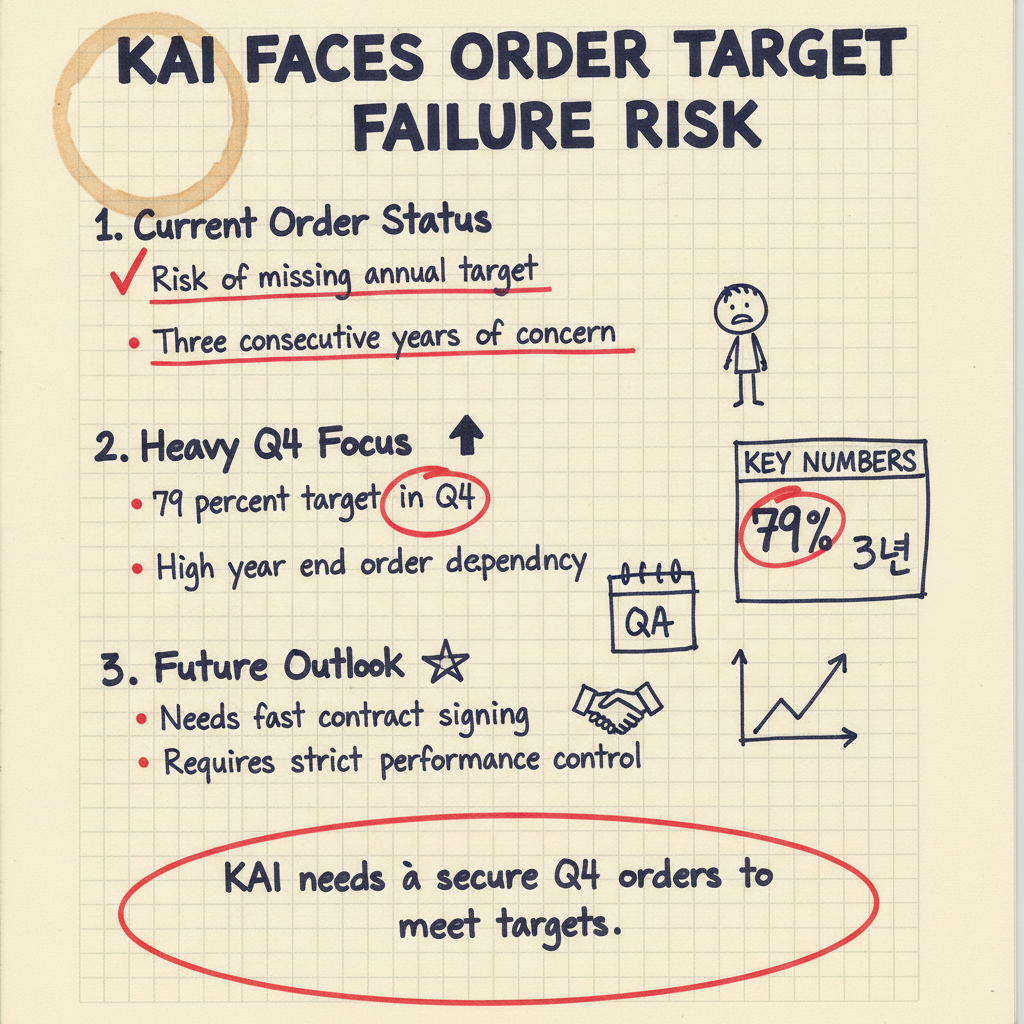 KAI FACES ORDER TARGET
FAILURE RISK
1. Current Order Status
Risk of missing annual target
Three consecutive years of concern
2. Heavy Q4 Focus
79 percent target in Q4
High year end order dependncy
KEY NUMBERS
79%
3년
QA
3. Future Outlook
Needs fast contract signing
Requires strict performance control
KAI needs à secure Q4 orders to
meet targets.